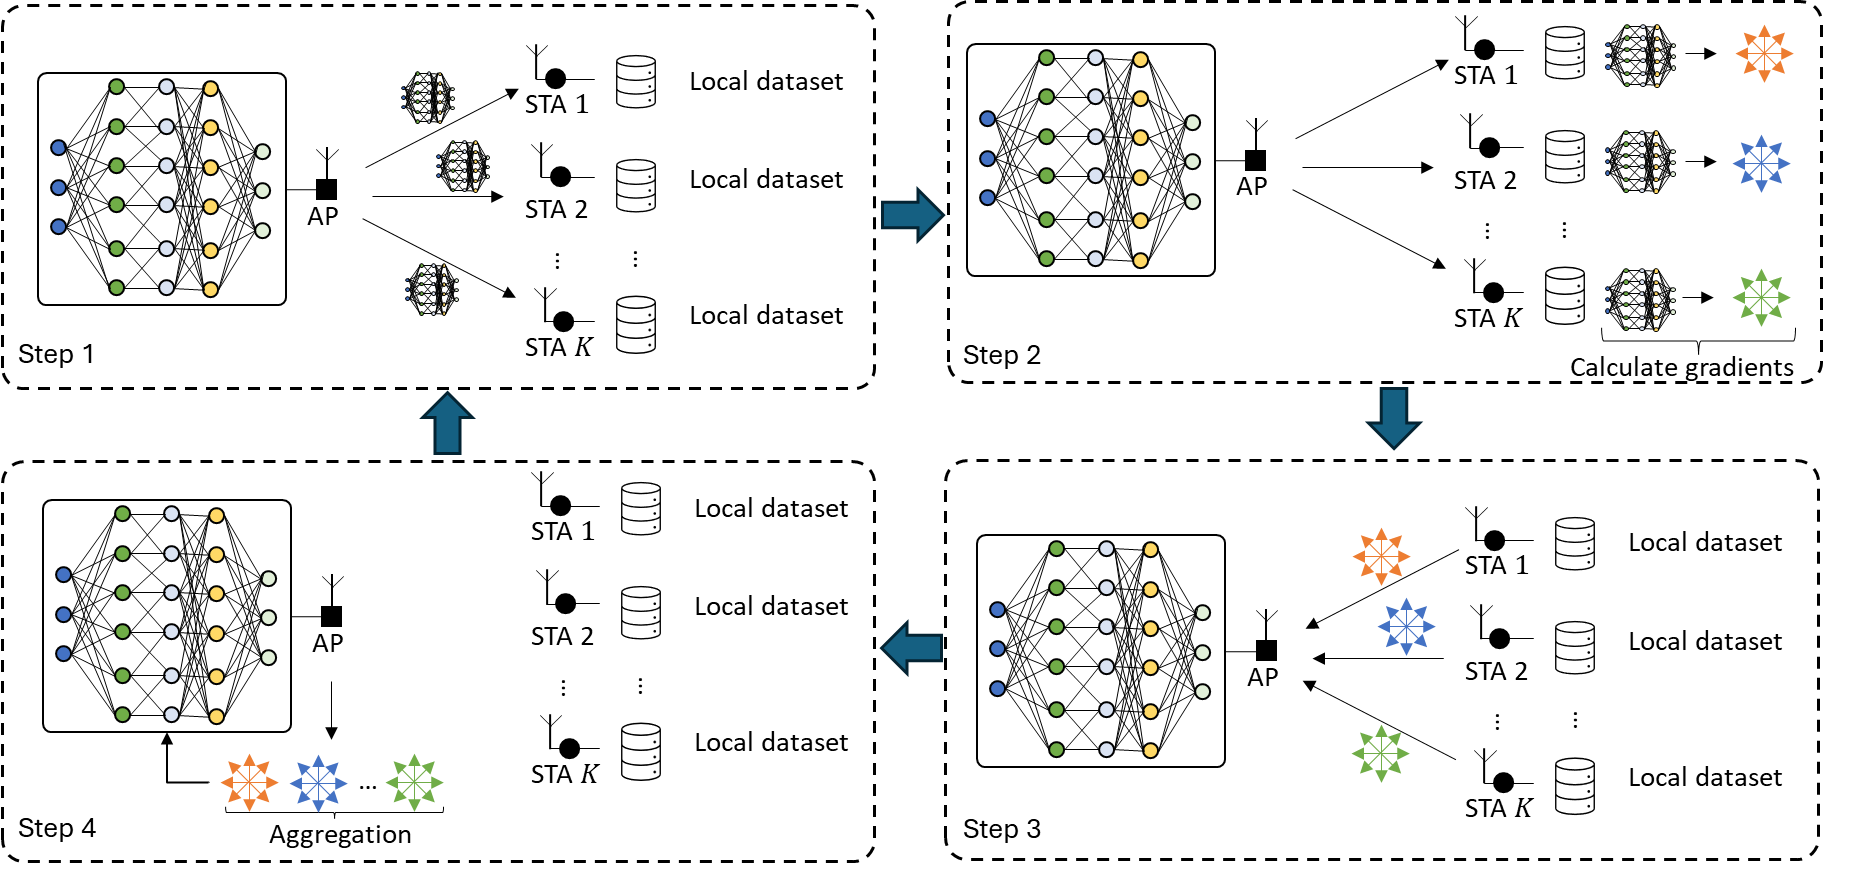 STA 1
Local dataset
STA 2
Local dataset
AP
⋮ ⋮
STA K
Local dataset
Step 1
STA 1
STA 2
AP
⋮ ⋮
STA K
Calculate gradients
Step 2
STA 1
Local dataset
STA 2
Local dataset
AP
⋮ ⋮
STA K
Local dataset
Step 3
STA 1
Local dataset
STA 2
Local dataset
AP
⋮ ⋮
STA K
Local dataset
...
Aggregation
Step 4